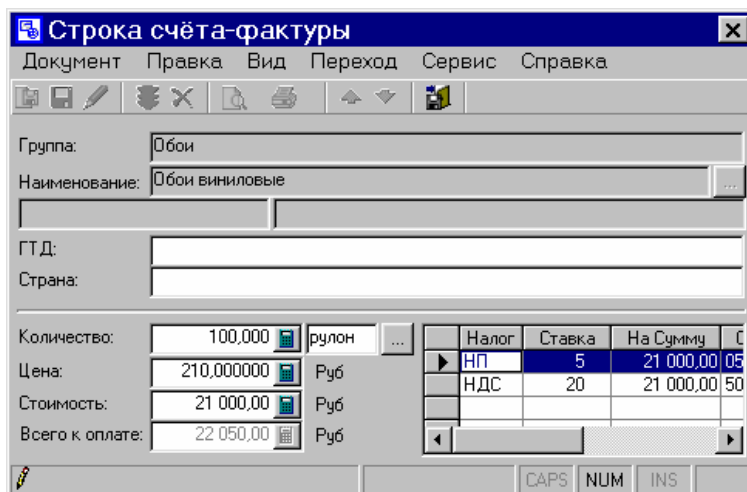 Строка счёта-фактуры
Документ Правка Вид Переход Сервис Справка
Группа: Обои
Наименование: Обои виниловые ...
ГТД:
Страна:
Количество: 100,000 рулон ...
Цена: 210,000000 Руб
Стоимость: 21 000,00 Руб
Всего к оплате: 22 050,00 Руб
Налог Ставка На Сумму
НП 5 21 000,00 05
НДС 20 21 000,00 50
CAPS NUM INS